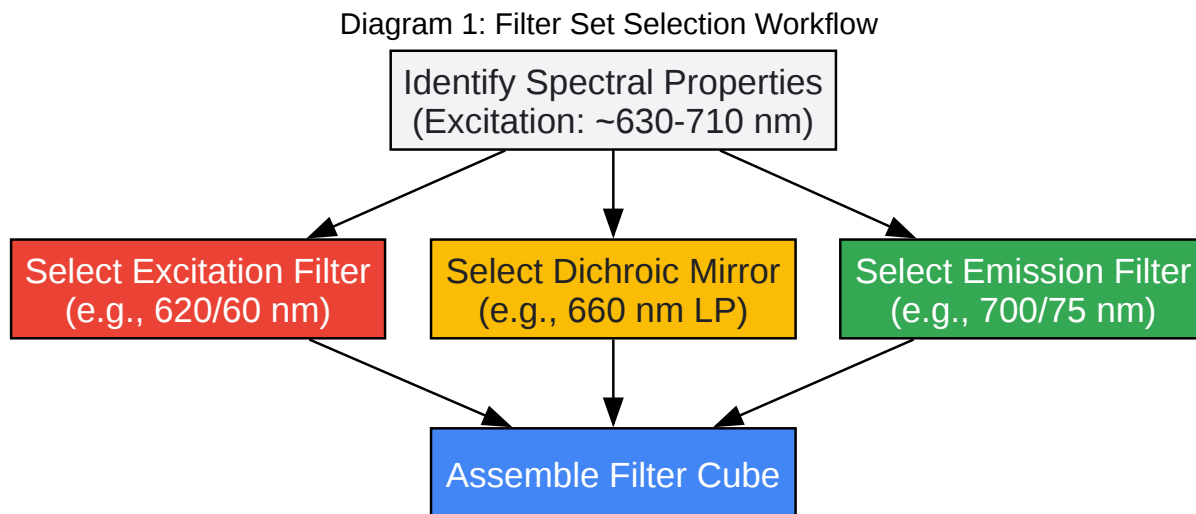 Diagram 1: Filter Set Selection Workflow
Identify Spectral Properties
(Excitation: ~630-710 nm)
Select Excitation Filter
(e.g., 620/60 nm)
Select Dichroic Mirror
(e.g., 660 nm LP)
Select Emission Filter
(e.g., 700/75 nm)
Assemble Filter Cube